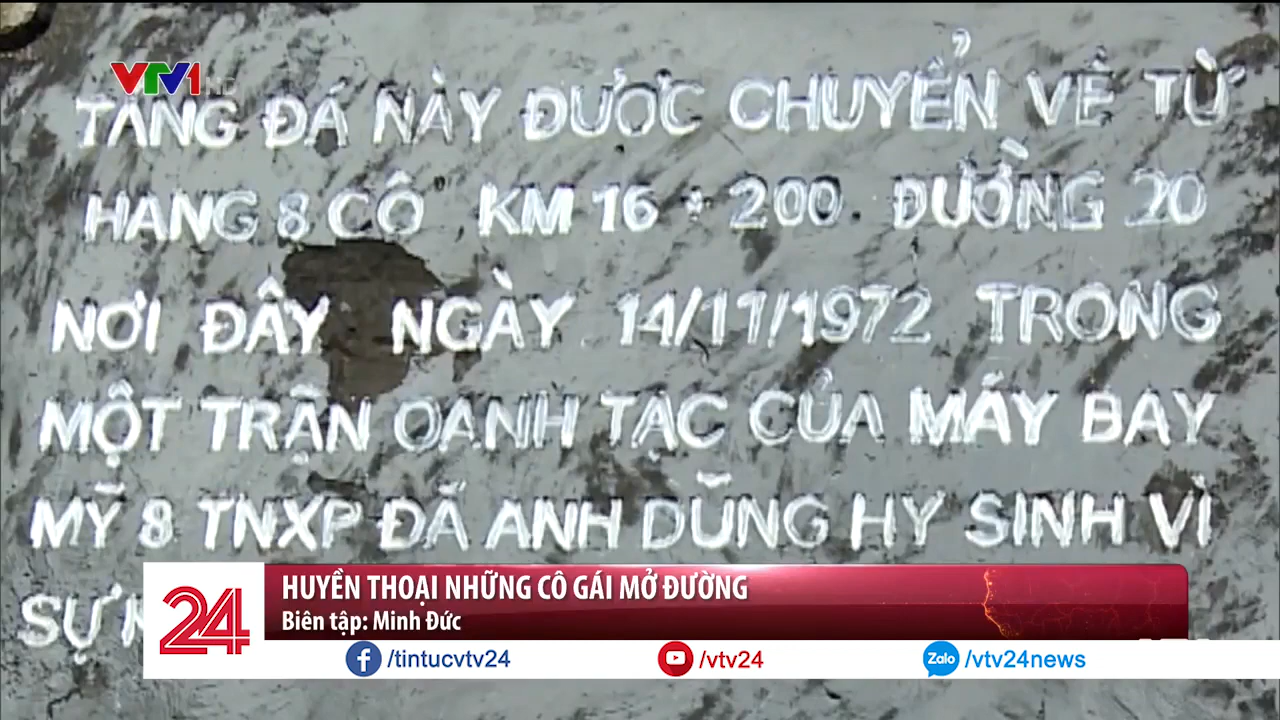 VTV1 HD
TẢNG ĐÁ NÀY ĐƯỢC CHUYỂN VỀ TỪ
HANG 8 CÔ KM 16 + 200 ĐƯỜNG 20
NƠI ĐÂY NGÀY 14/11/1972 TRONG
MỘT TRẬN OANH TẠC CỦA MÁY BAY
MỸ 8 TNXP ĐÃ ANH DŨNG HY SINH VÌ
SỰ
24
HUYỀN THOẠI NHỮNG CÔ GÁI MỞ ĐƯỜNG
Biên tập: Minh Đức
/tintucvtv24 /vtv24 Zalo /vtv24news